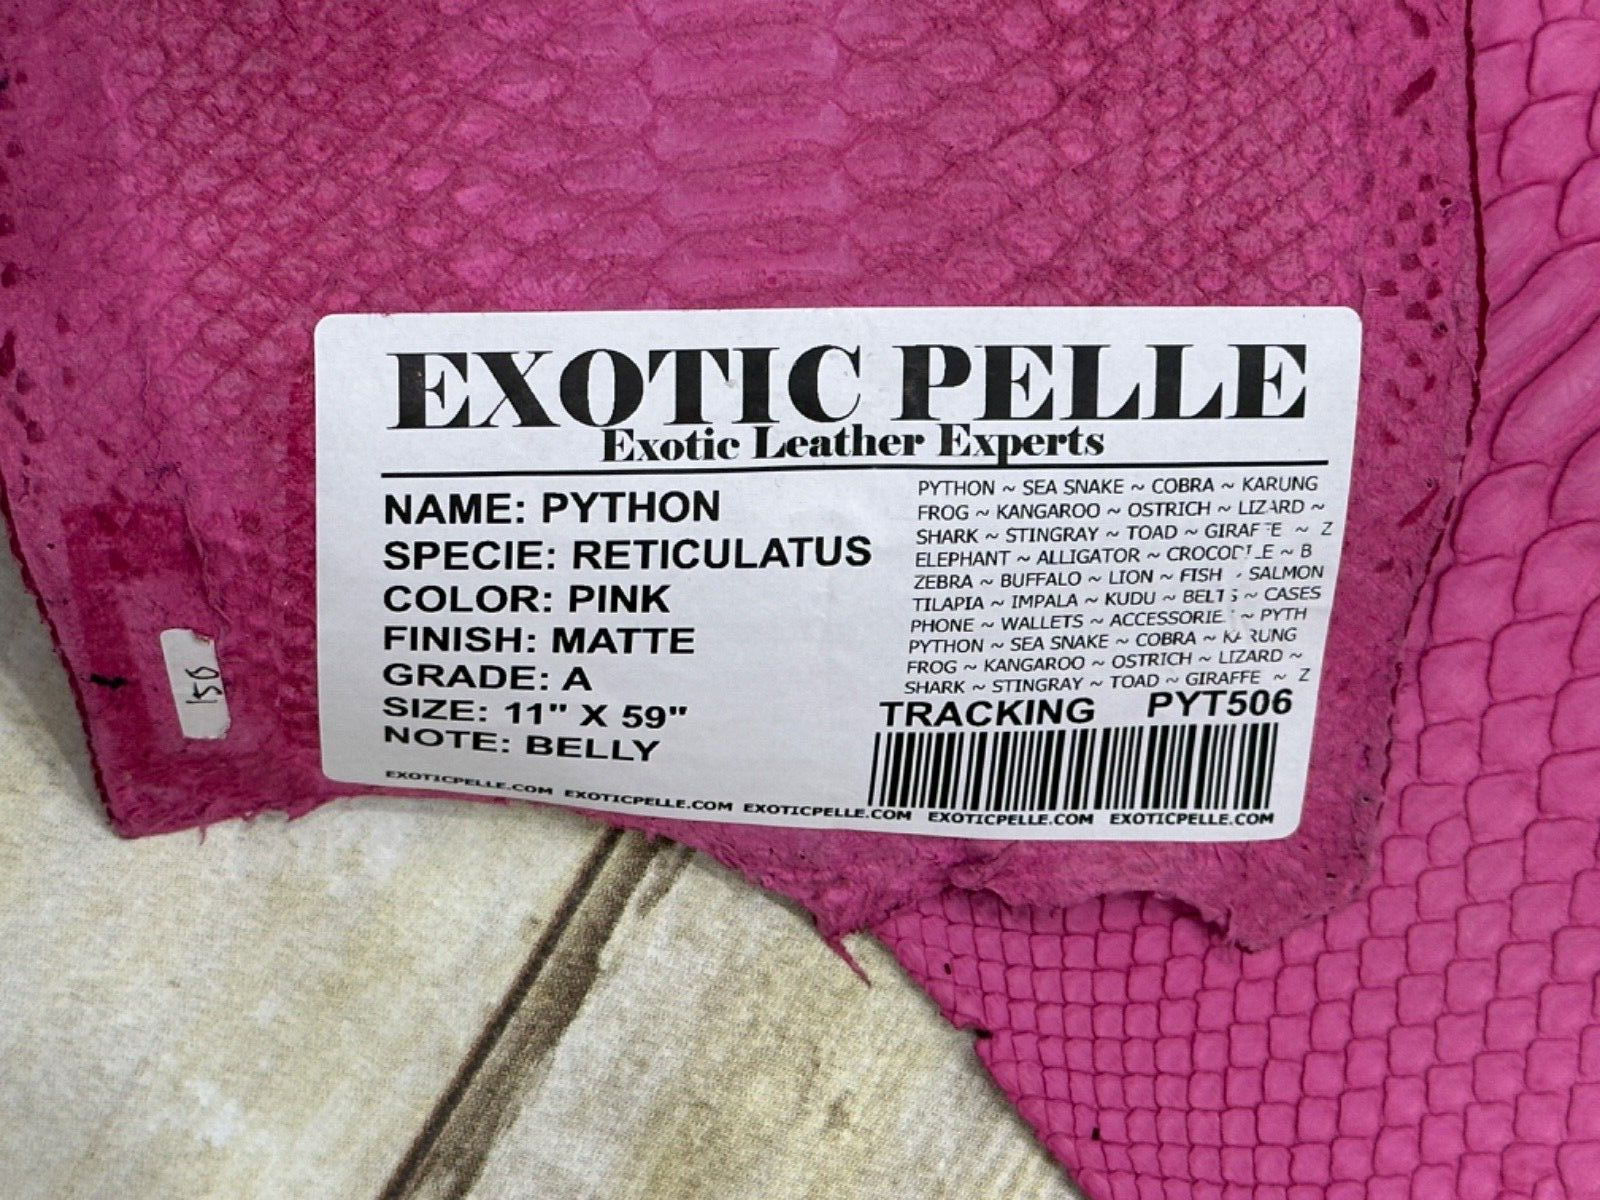 EXOTIC PELLE
Exotic Leather Experts
NAME: PYTHON
SPECIE: RETICULATUS
COLOR: PINK
FINISH: MATTE
GRADE: A
SIZE: 11" X 59"
NOTE: BELLY
PYTHON ~ SEA SNAKE ~ COBRA ~ KARUNG
FROG ~ KANGAROO ~ OSTRICH ~ LIZARD ~
SHARK ~ STINGRAY ~ TOAD ~ GIRAFFE ~ Z
ELEPHANT ~ ALLIGATOR ~ CROCODILE ~ B
ZEBRA ~ BUFFALO ~ LION ~ FISH ~ SALMON
TILAPIA ~ IMPALA ~ KUDU ~ BELTS ~ CASES
PHONE ~ WALLETS ~ ACCESSORIE ~ PYTH
PYTHON ~ SEA SNAKE ~ COBRA ~ KARUNG
FROG ~ KANGAROO ~ OSTRICH ~ LIZARD ~
SHARK ~ STINGRAY ~ TOAD ~ GIRAFFE ~ Z
TRACKING PYT506
EXOTICPELLE.COM EXOTICPELLE.COM EXOTICPELLE.COM EXOTICPELLE.COM EXOTICPELLE.COM